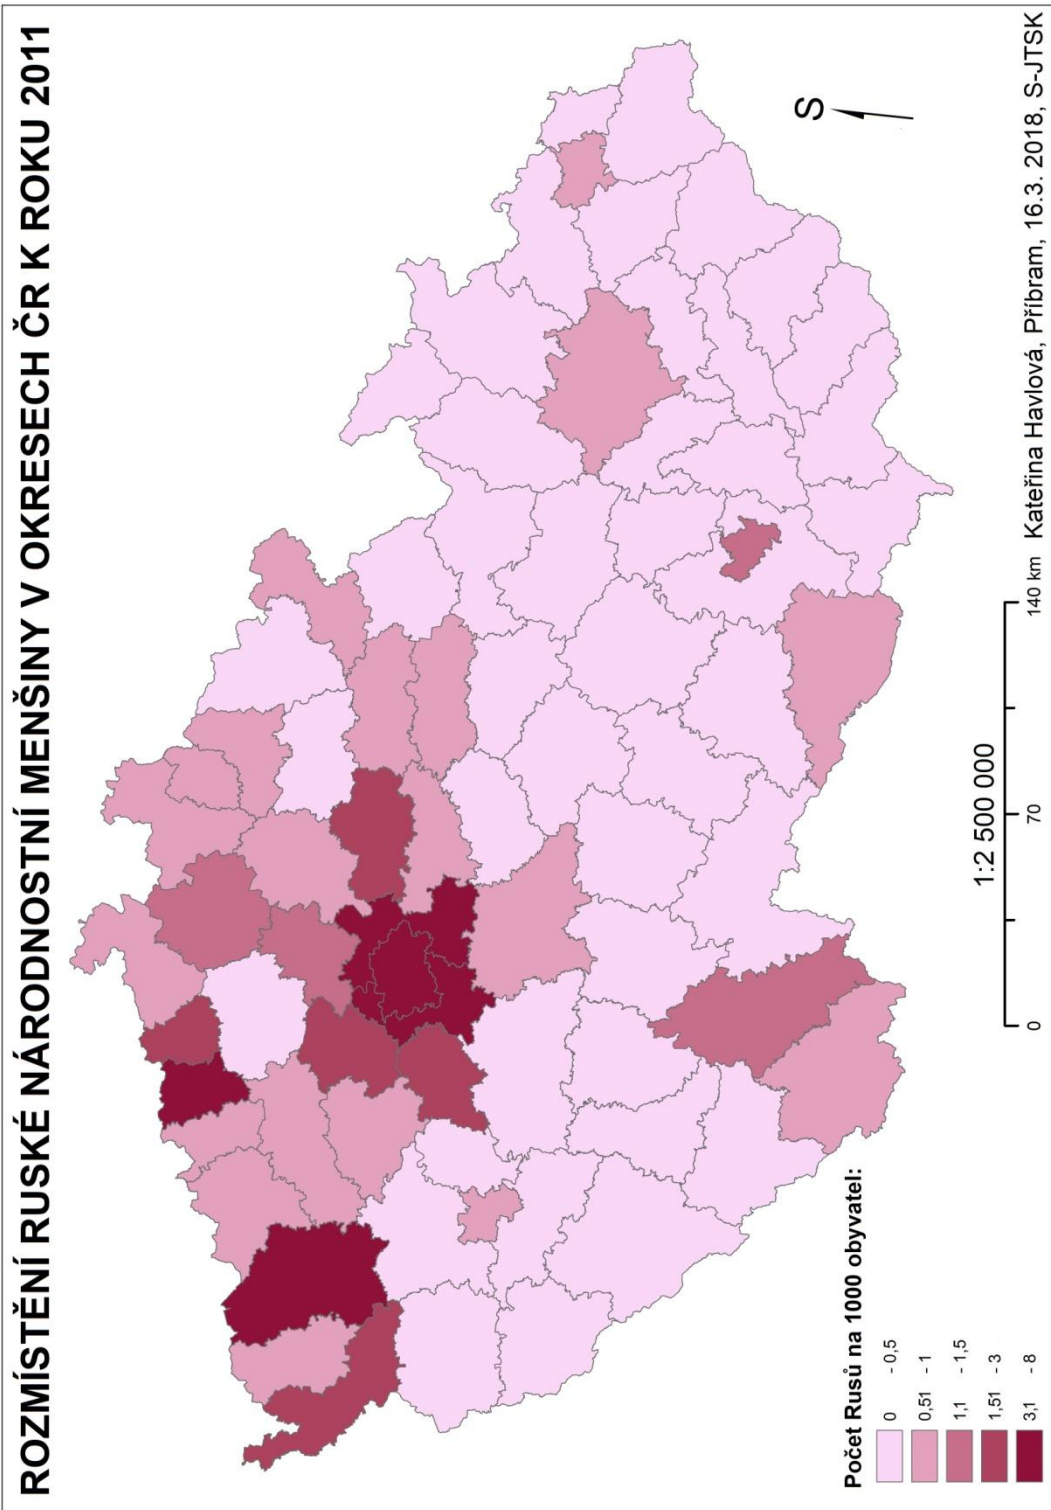 ROZMÍSTĚNÍ RUSKÉ NÁRODNOSTNÍ MENŠINY V OKRESECH ČR K ROKU 2011
S
Počet Rusů na 1000 obyvatel:
0 - 0,5
0,51 - 1
1,1 - 1,5
1,51 - 3
3,1 - 8
1:2 500 000
0 70 140 km
Kateřina Havlová, Příbram, 16.3. 2018, S-JTSK